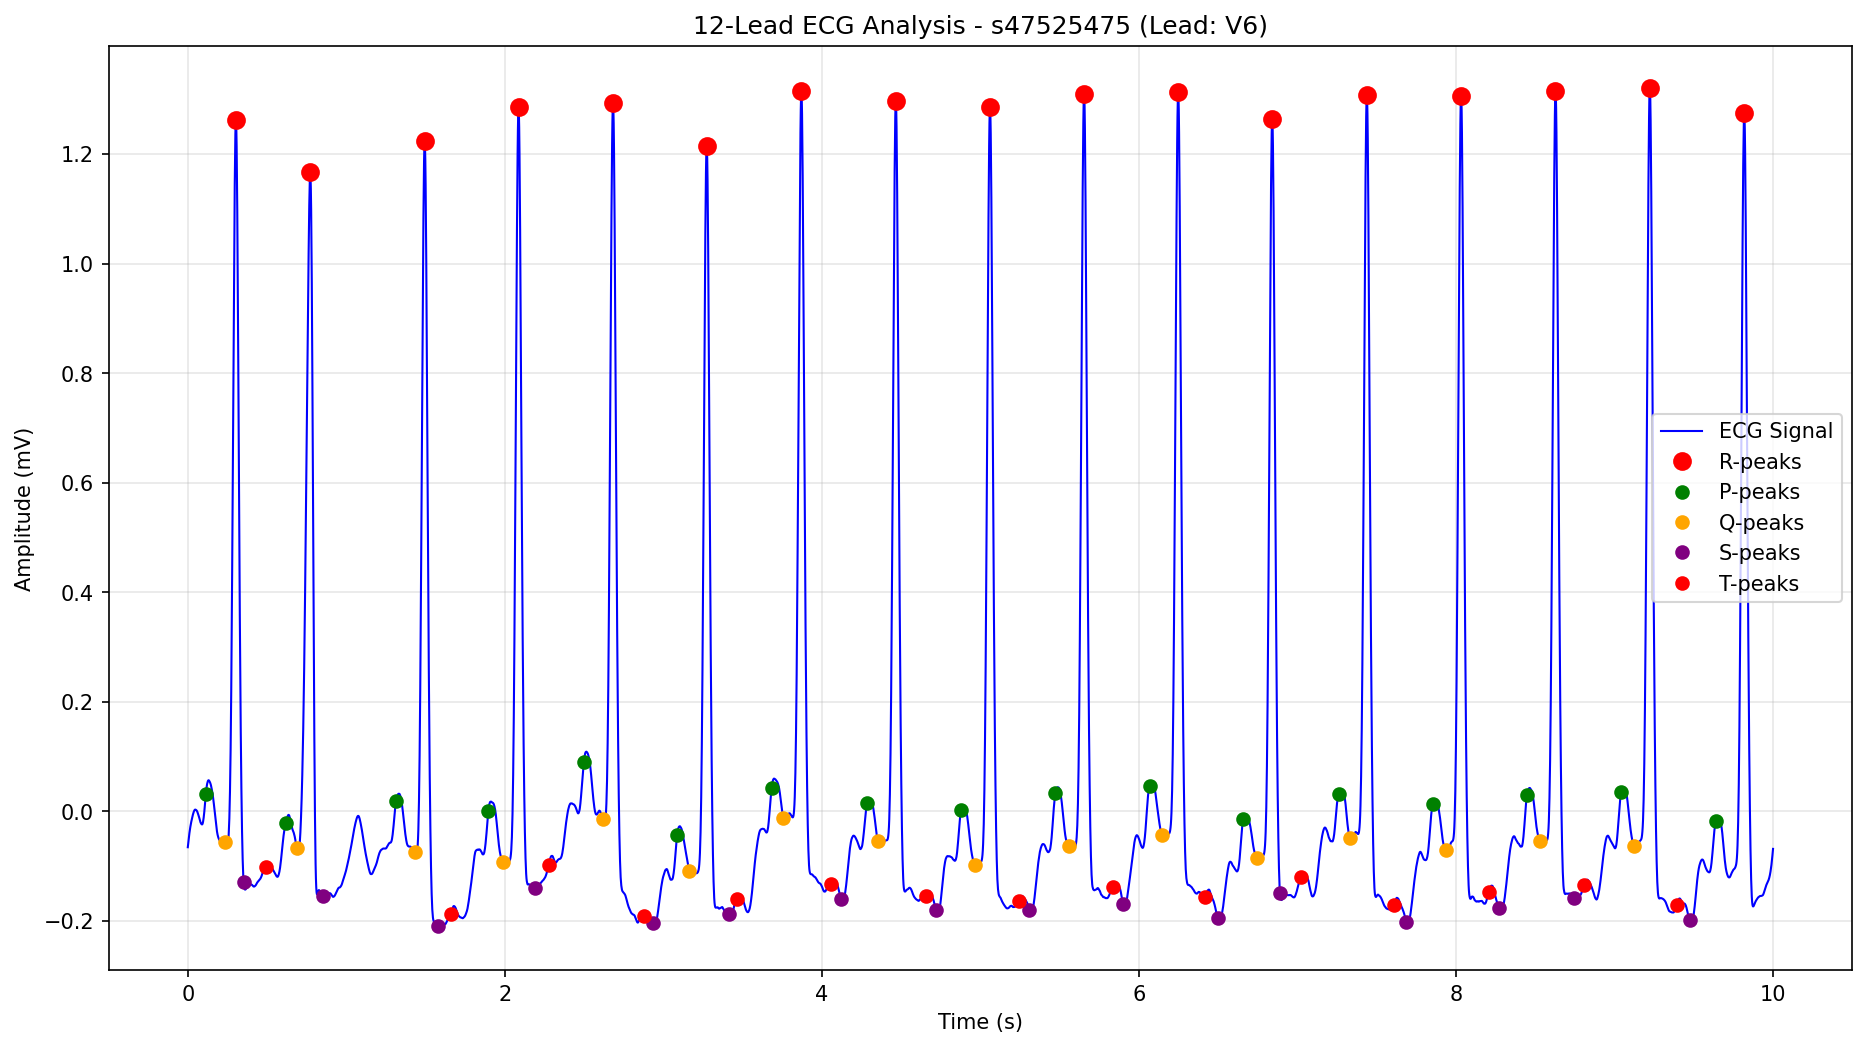 12-Lead ECG Analysis - s47525475 (Lead: V6)
Amplitude (mV)
1.2
1.0
0.8
0.6
0.4
0.2
0.0
−0.2
ECG Signal
R-peaks
P-peaks
Q-peaks
S-peaks
T-peaks
0 2 4 6 8 10
Time (s)